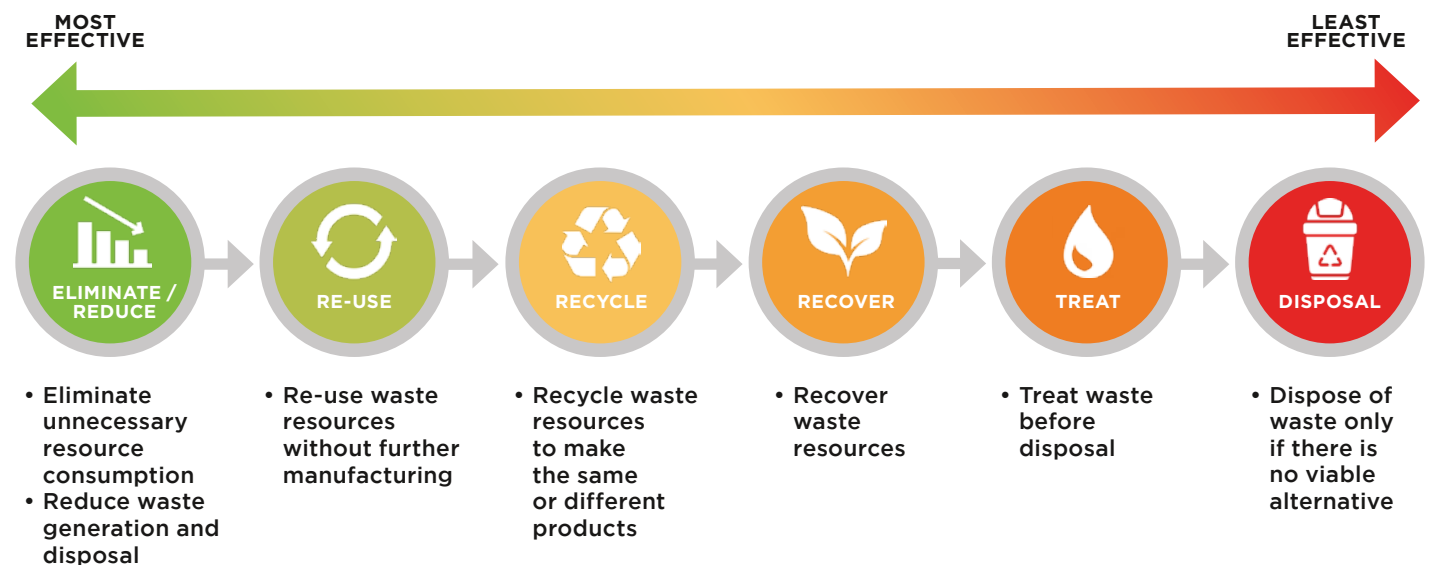 MOST
EFFECTIVE
LEAST
EFFECTIVE
ELIMINATE /
REDUCE
RE-USE
RECYCLE
RECOVER
TREAT
DISPOSAL
• Eliminate
unnecessary
resource
consumption
• Reduce waste
generation and
disposal
• Re-use waste
resources
without further
manufacturing
• Recycle waste
resources
to make
the same
or different
products
• Recover
waste
resources
• Treat waste
before
disposal
• Dispose of
waste only
if there is
no viable
alternative